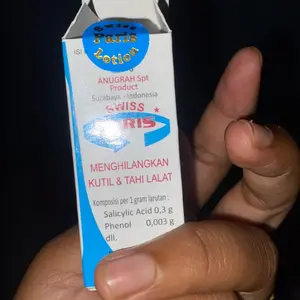 SWISS
Paris
Lotion
ISI
ANUGRAH Spt
Product
Surabaya - Indonesia
SWISS
PARIS
MENGHILANGKAN
KUTIL & TAHI LALAT
Komposisi per 1 gram larutan :
Salicylic Acid 0,3 g
Phenol 0,003 g
dll.